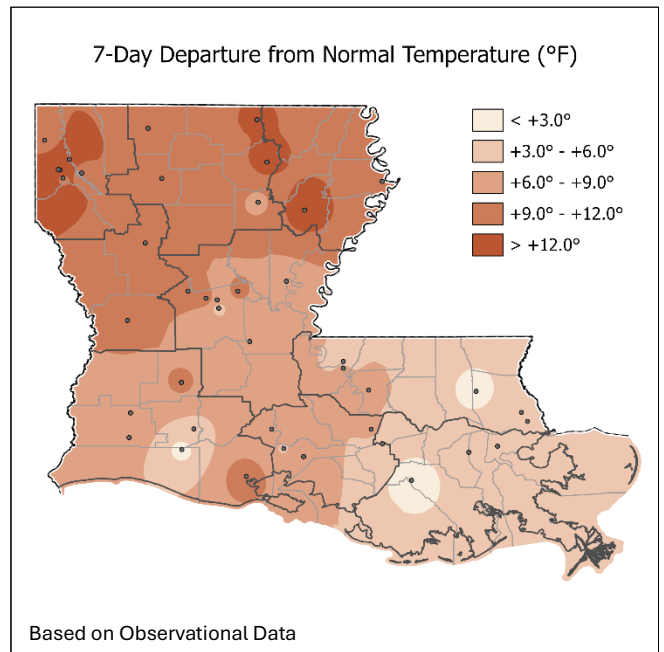 7-Day Departure from Normal Temperature (°F)
< +3.0°
+3.0° - +6.0°
+6.0° - +9.0°
+9.0° - +12.0°
> +12.0°
Based on Observational Data